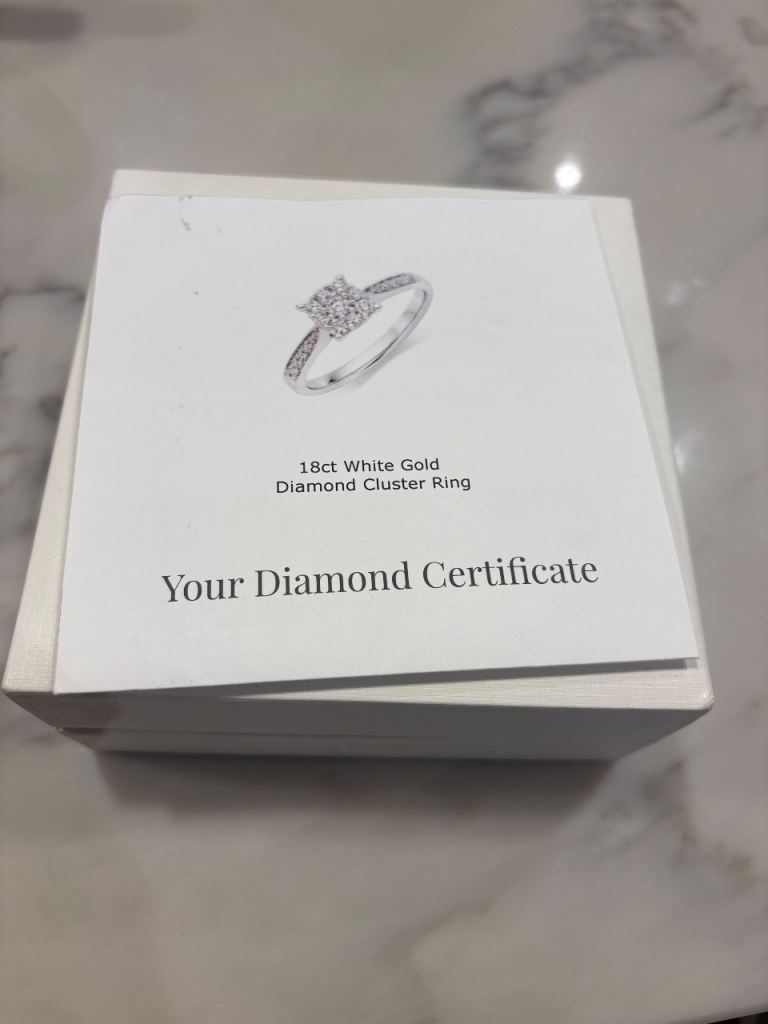 18ct White Gold
Diamond Cluster Ring
Your Diamond Certificate